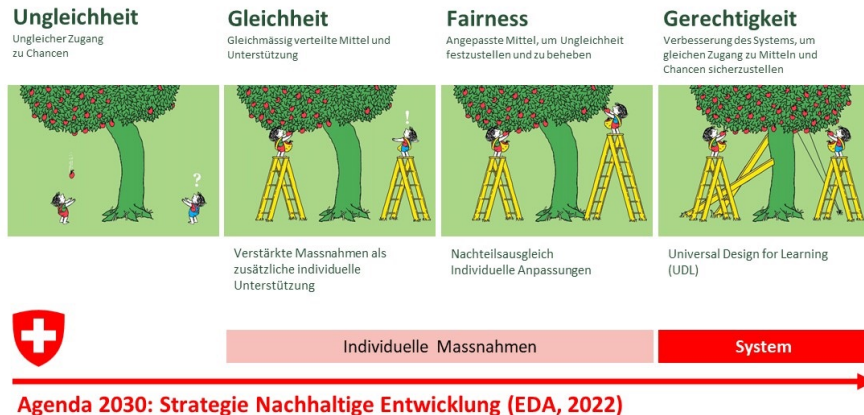 Ungleichheit
Ungleicher Zugang
zu Chancen
Gleichheit
Gleichmässig verteilte Mittel und
Unterstützung
Fairness
Angepasste Mittel, um Ungleichheit
festzustellen und zu beheben
Gerechtigkeit
Verbesserung des Systems, um
gleichen Zugang zu Mitteln und
Chancen sicherzustellen
?
!
Verstärkte Massnahmen als
zusätzliche individuelle
Unterstützung
Nachteilsausgleich
Individuelle Anpassungen
Universal Design for Learning
(UDL)
Individuelle Massnahmen
System
Agenda 2030: Strategie Nachhaltige Entwicklung (EDA, 2022)